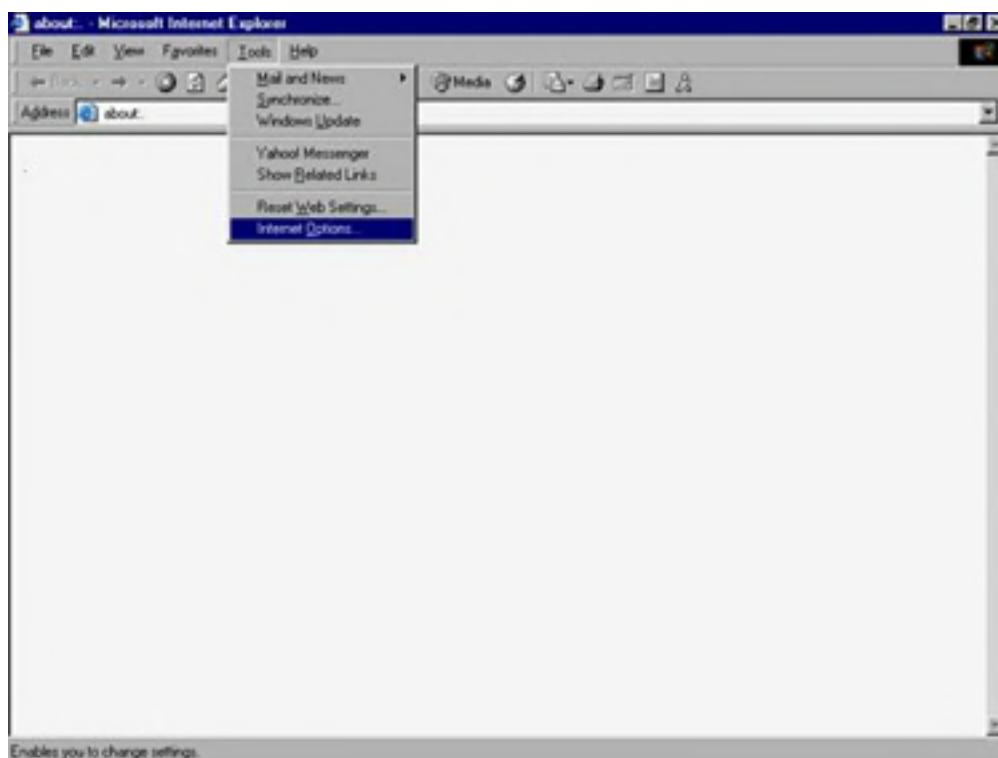 about:. - Microsoft Internet Explorer
File Edit View Favorites Tools Help
Back Media
Address about:.
Mail and News
Synchronize...
Windows Update
Yahoo! Messenger
Show Related Links
Reset Web Settings...
Internet Options...
Enables you to change settings.